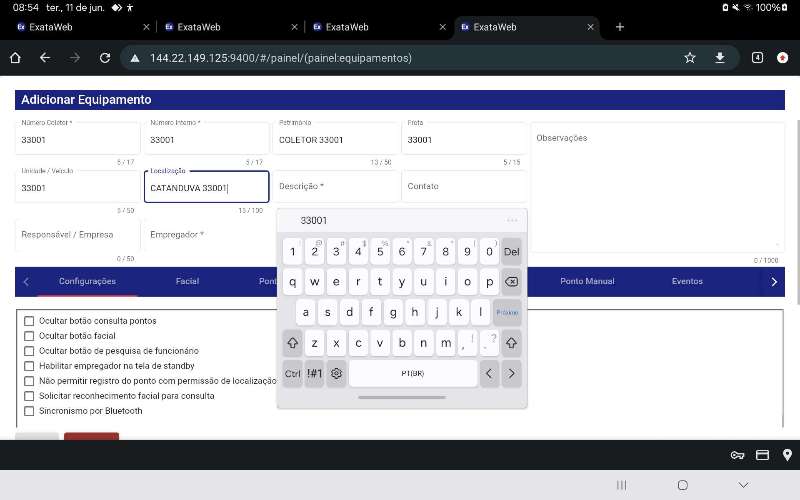 08:54 ter., 11 de jun. 100%
ExataWeb ExataWeb ExataWeb ExataWeb
144.22.149.125:9400/#/painel/(painel:equipamentos) 4
Adicionar Equipamento
Número Coletor * Número Interno * Patrimônio Frota
33001 33001 COLETOR 33001 33001 Observações
5 / 17 5 / 17 13 / 50 5 / 15
Unidade / Veículo Localização
33001 CATANDUVA 33001 Descrição * Contato
5 / 50 15 / 100
Responsável / Empresa Empregador *
0 / 50 0 / 1000
33001 ...
1 2 3 4 5 6 7 8 9 0 Del
q w e r t y u i o p
a s d f g h j k l Próximo
z x c v b n m , ! . ?
Ctrl !#1 PT(BR) < >
Configurações Facial Pont Ponto Manual Eventos
Ocultar botão consulta pontos
Ocultar botão facial
Ocultar botão de pesquisa de funcionário
Habilitar empregador na tela de standby
Não permitir registro do ponto com permissão de localização
Solicitar reconhecimento facial para consulta
Sincronismo por Bluetooth